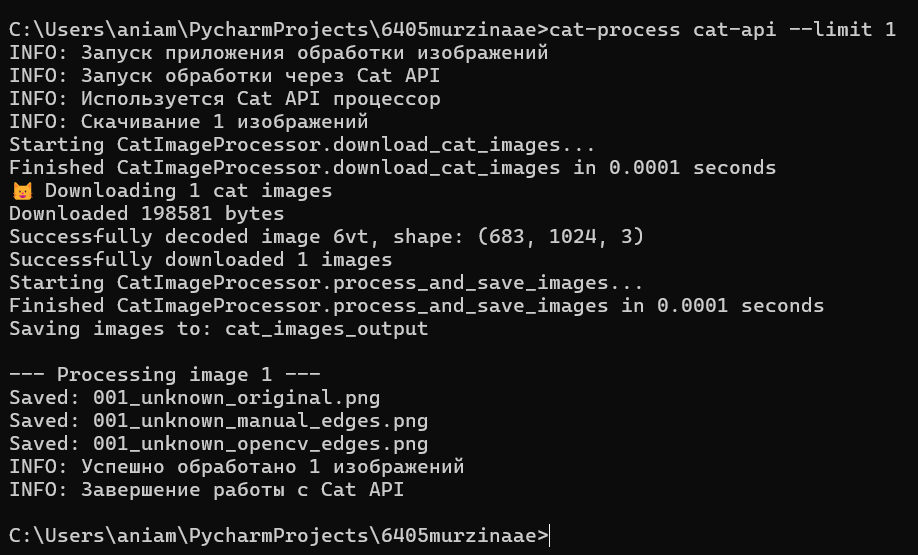 C:\Users\aniam\PycharmProjects\6405murzinaae>cat-process cat-api --limit 1
INFO: Запуск приложения обработки изображений
INFO: Запуск обработки через Cat API
INFO: Используется Cat API процессор
INFO: Скачивание 1 изображений
Starting CatImageProcessor.download_cat_images...
Finished CatImageProcessor.download_cat_images in 0.0001 seconds
😺 Downloading 1 cat images
Downloaded 198581 bytes
Successfully decoded image 6vt, shape: (683, 1024, 3)
Successfully downloaded 1 images
Starting CatImageProcessor.process_and_save_images...
Finished CatImageProcessor.process_and_save_images in 0.0001 seconds
Saving images to: cat_images_output
--- Processing image 1 ---
Saved: 001_unknown_original.png
Saved: 001_unknown_manual_edges.png
Saved: 001_unknown_opencv_edges.png
INFO: Успешно обработано 1 изображений
INFO: Завершение работы с Cat API
C:\Users\aniam\PycharmProjects\6405murzinaae>